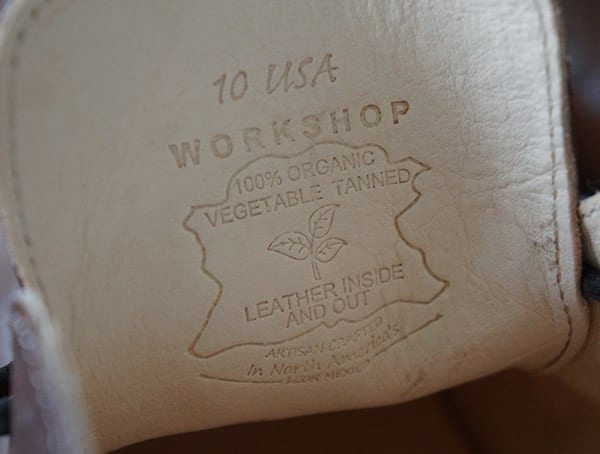 10 USA
WORKSHOP
100% ORGANIC
VEGETABLE TANNED
LEATHER INSIDE
AND OUT
ARTISAN CRAFTED
In North America's
LEON MEXICO